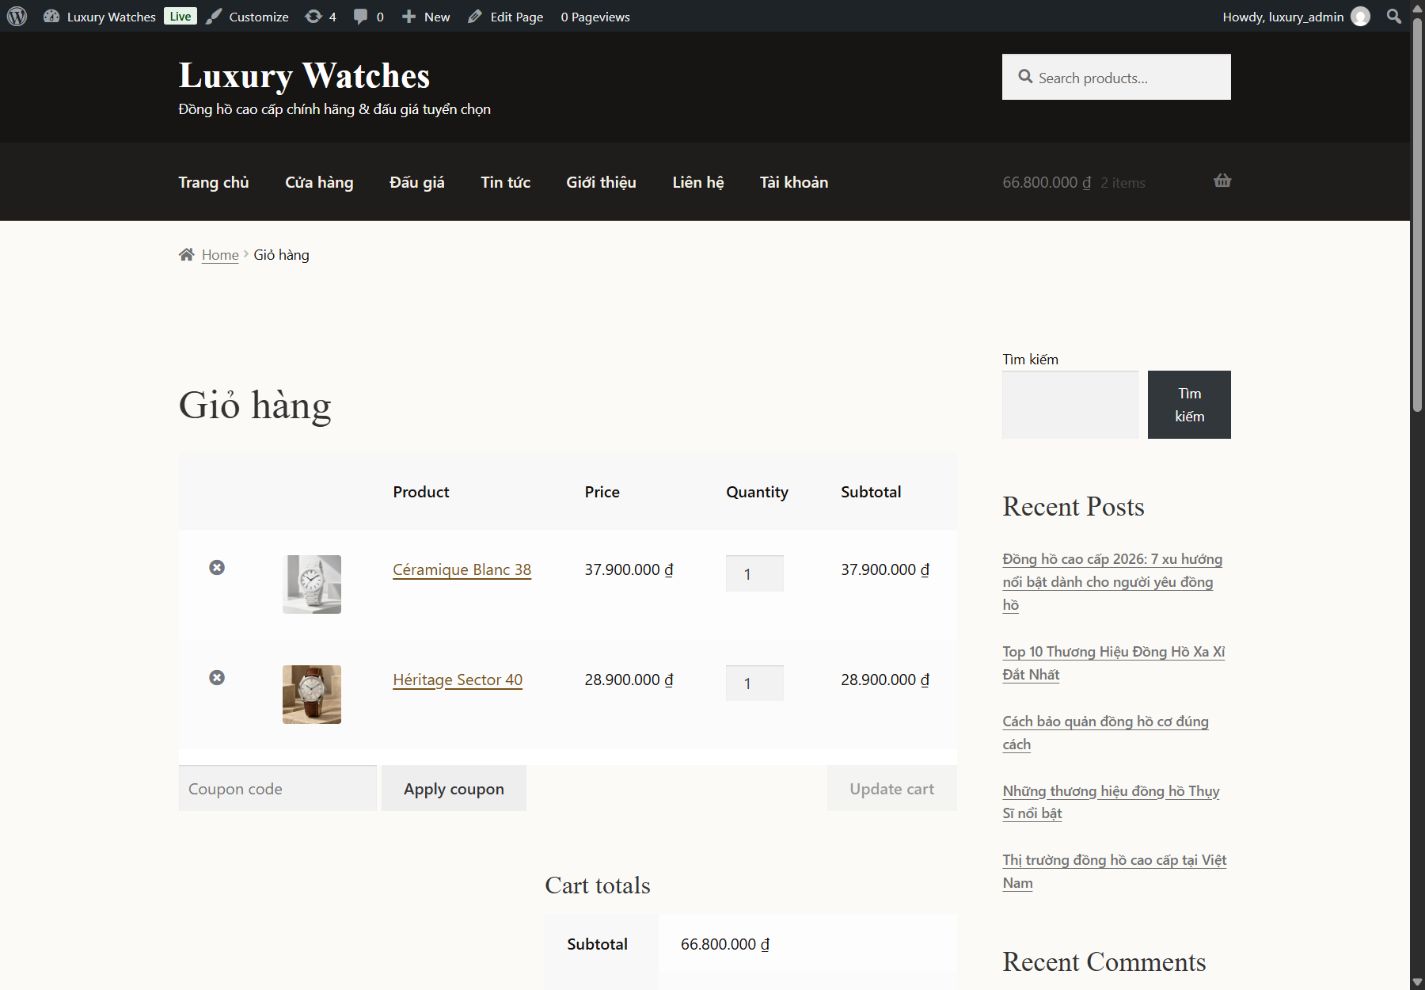 Luxury Watches Live Customize 4 0 New Edit Page 0 Pageviews Howdy, luxury_admin
Luxury Watches
Đồng hồ cao cấp chính hãng & đấu giá tuyển chọn
Search products...
Trang chủ Cửa hàng Đấu giá Tin tức Giới thiệu Liên hệ Tài khoản 66.800.000 ₫ 2 items
Home Giỏ hàng
Giỏ hàng
Product Price Quantity Subtotal
Céramique Blanc 38 37.900.000 ₫ 1 37.900.000 ₫
Héritage Sector 40 28.900.000 ₫ 1 28.900.000 ₫
Coupon code Apply coupon Update cart
Cart totals
Subtotal 66.800.000 ₫
Tìm kiếm
Tìm
kiếm
Recent Posts
Đồng hồ cao cấp 2026: 7 xu hướng
nổi bật dành cho người yêu đồng
hồ
Top 10 Thương Hiệu Đồng Hồ Xa Xỉ
Đắt Nhất
Cách bảo quản đồng hồ cơ đúng
cách
Những thương hiệu đồng hồ Thụy
Sĩ nổi bật
Thị trường đồng hồ cao cấp tại Việt
Nam
Recent Comments